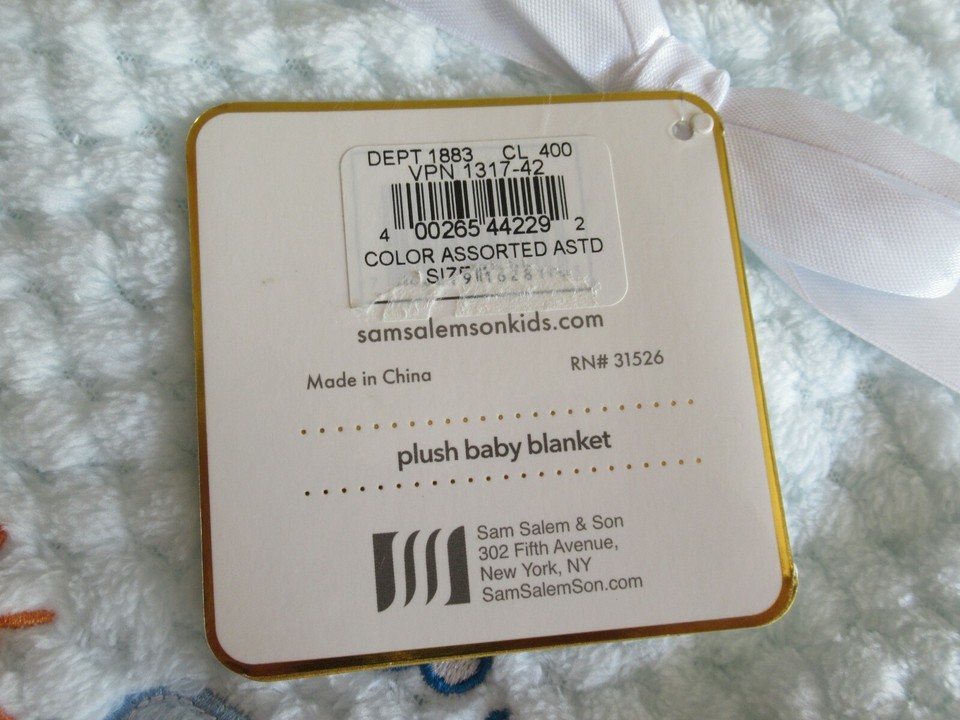 DEPT 1883 CL 400
VPN 1317-42
4 00265 44229 2
COLOR ASSORTED ASTD
SIZE
samsalemsonkids.com
Made in China
RN# 31526
plush baby blanket
Sam Salem & Son
302 Fifth Avenue,
New York, NY
SamSalemSon.com